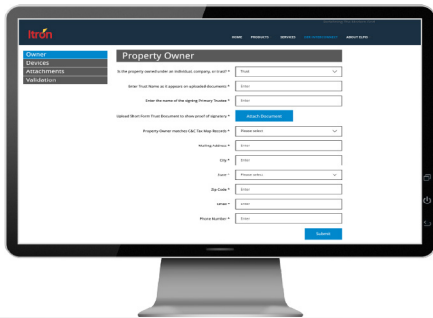 Itron
HOME PRODUCTS SERVICES ABOUT ELPIS
Owner
Devices
Attachments
Validation
Property Owner
Is the property owned under an individual, company, or trust? * Trust
Enter Trust Name as it appears on uploaded documents * Enter
Enter the name of the signing Primary Trustee * Enter
Upload Short Form Trust Document to show proof of signatory * Attach Document
Property Owner matches C&C Tax Map Records * Please select
Mailing Address * Enter
City * Enter
State * Please select
Zip Code * Enter
Email * Enter
Phone Number * Enter
Submit